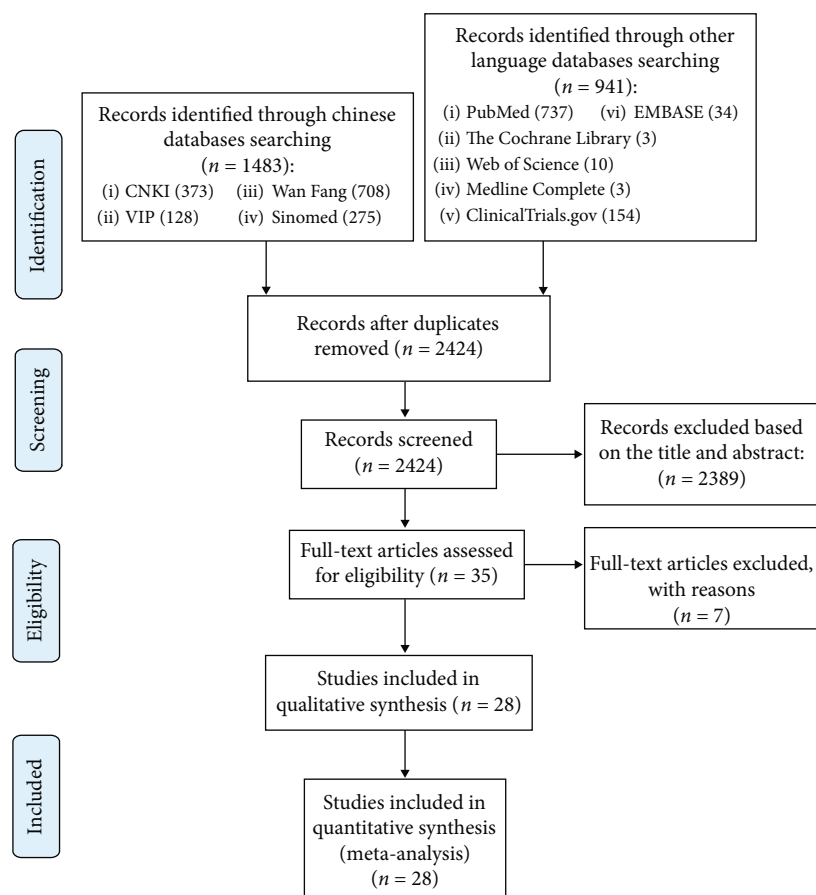 Identification
Records identified through chinese
databases searching
(n = 1483):
(i) CNKI (373) (iii) Wan Fang (708)
(ii) VIP (128) (iv) Sinomed (275)
Records identified through other
language databases searching
(n = 941):
(i) PubMed (737) (vi) EMBASE (34)
(ii) The Cochrane Library (3)
(iii) Web of Science (10)
(iv) Medline Complete (3)
(v) ClinicalTrials.gov (154)
Records after duplicates
removed (n = 2424)
Screening
Records screened
(n = 2424)
Records excluded based
on the title and abstract:
(n = 2389)
Eligibility
Full-text articles assessed
for eligibility (n = 35)
Full-text articles excluded,
with reasons
(n = 7)
Studies included in
qualitative synthesis (n = 28)
Included
Studies included in
quantitative synthesis
(meta-analysis)
(n = 28)